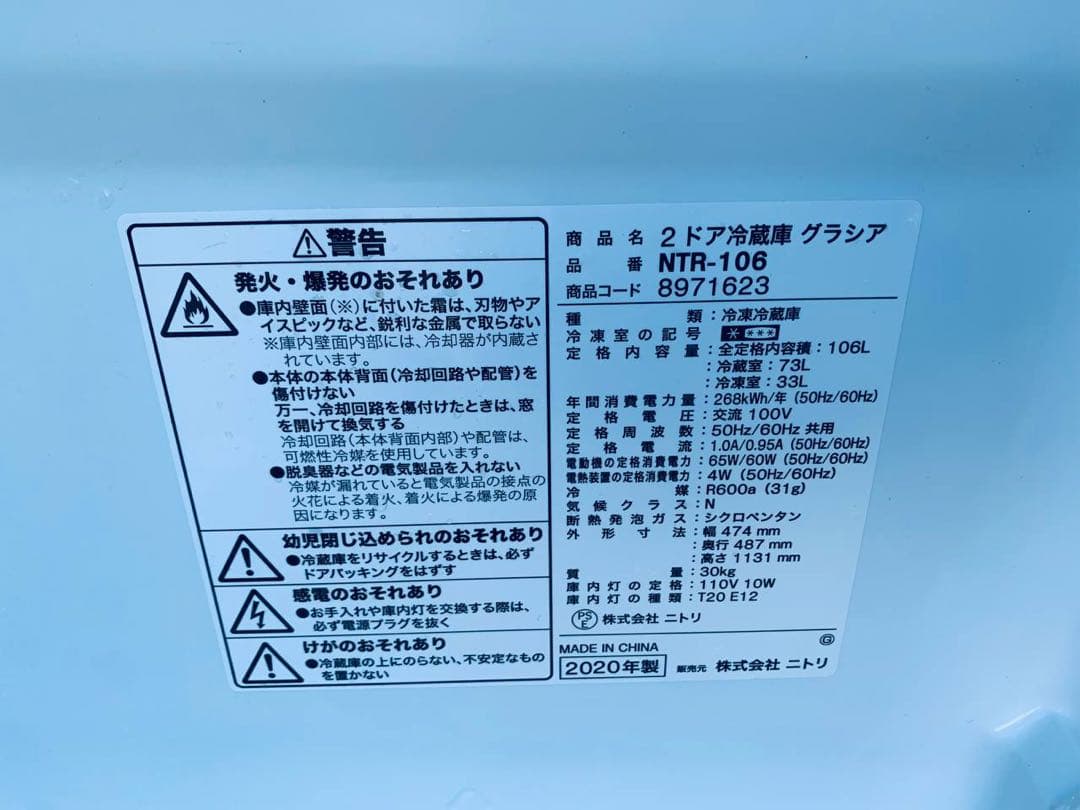 警告
発火・爆発のおそれあり
●庫内壁面(※)に付いた霜は、刃物やア
イスピックなど、鋭利な金属で取らない
※庫内壁面内部には、冷却器が内蔵さ
れています。
●本体の本体背面(冷却回路や配管)を
傷付けない
万一、冷却回路を傷付けたときは、窓
を開けて換気する
冷却回路(本体背面内部)や配管は、
可燃性冷媒を使用しています。
●脱臭器などの電気製品を入れない
冷媒が漏れていると電気製品の接点の
火花による着火、着火による爆発の原
因になります。
幼児閉じ込められのおそれあり
●冷蔵庫をリサイクルするときは、必ず
ドアパッキングをはずす
感電のおそれあり
●お手入れや庫内灯を交換する際は、
必ず電源プラグを抜く
けがのおそれあり
●冷蔵庫の上にのらない、不安定なもの
を置かない
商品名 2ドア冷蔵庫 グラシア
品番 NTR-106
商品コード 8971623
種類:冷凍冷蔵庫
冷凍室の記号 ****
定格内容量:全定格内容積:106L
:冷蔵室:73L
:冷凍室:33L
年間消費電力量:268kWh/年 (50Hz/60Hz)
定格電圧:交流 100V
定格周波数:50Hz/60Hz 共用
定格電流:1.0A/0.95A (50Hz/60Hz)
電動機の定格消費電力:65W/60W (50Hz/60Hz)
電熱装置の定格消費電力:4W (50Hz/60Hz)
冷媒:R600a (31g)
気候クラス:N
断熱発泡ガス:シクロペンタン
外形寸法:幅 474 mm
:奥行 487 mm
:高さ 1131 mm
質量:30kg
庫内灯の定格:110V 10W
庫内灯の種類:T20 E12
PSE 株式会社 ニトリ
G
MADE IN CHINA
2020年製 販売元 株式会社 ニトリ